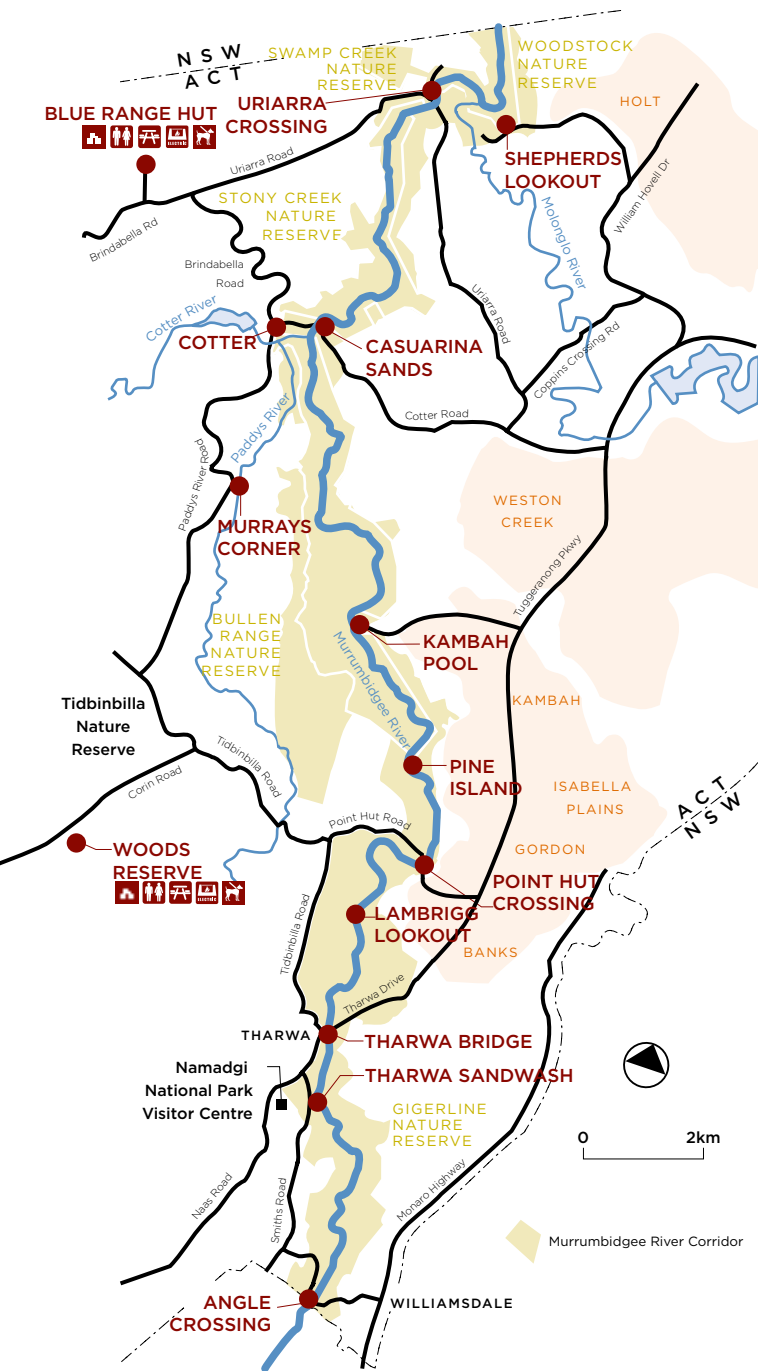 NSW
ACT
SWAMP CREEK
NATURE
RESERVE
WOODSTOCK
NATURE
RESERVE
HOLT
BLUE RANGE HUT
ELECTRIC
URIARRA
CROSSING
SHEPHERDS
LOOKOUT
Uriarra Road
William Hovell Dr
STONY CREEK
NATURE
RESERVE
Brindabella Rd
Molonglo River
Brindabella
Road
Cotter River
Uriarra Road
COTTER
CASUARINA
SANDS
Coppins Crossing Rd
Cotter Road
Paddys River
Paddys River Road
MURRAYS
CORNER
WESTON
CREEK
Tuggeranong Pkwy
BULLEN
RANGE
NATURE
RESERVE
Murrumbidgee River
KAMBAH
POOL
KAMBAH
Tidbinbilla
Nature
Reserve
Tidbinbilla Road
Corin Road
PINE
ISLAND
ISABELLA
PLAINS
ACT
NSW
Point Hut Road
GORDON
WOODS
RESERVE
ELECTRIC
POINT HUT
CROSSING
LAMBRIGG
LOOKOUT
BANKS
Tidbinbilla Road
Tharwa Drive
THARWA
THARWA BRIDGE
Namadgi
National Park
Visitor Centre
THARWA SANDWASH
GIGERLINE
NATURE
RESERVE
0 2km
Naas Road
Smiths Road
Monaro Highway
Murrumbidgee River Corridor
ANGLE
CROSSING
WILLIAMSDALE